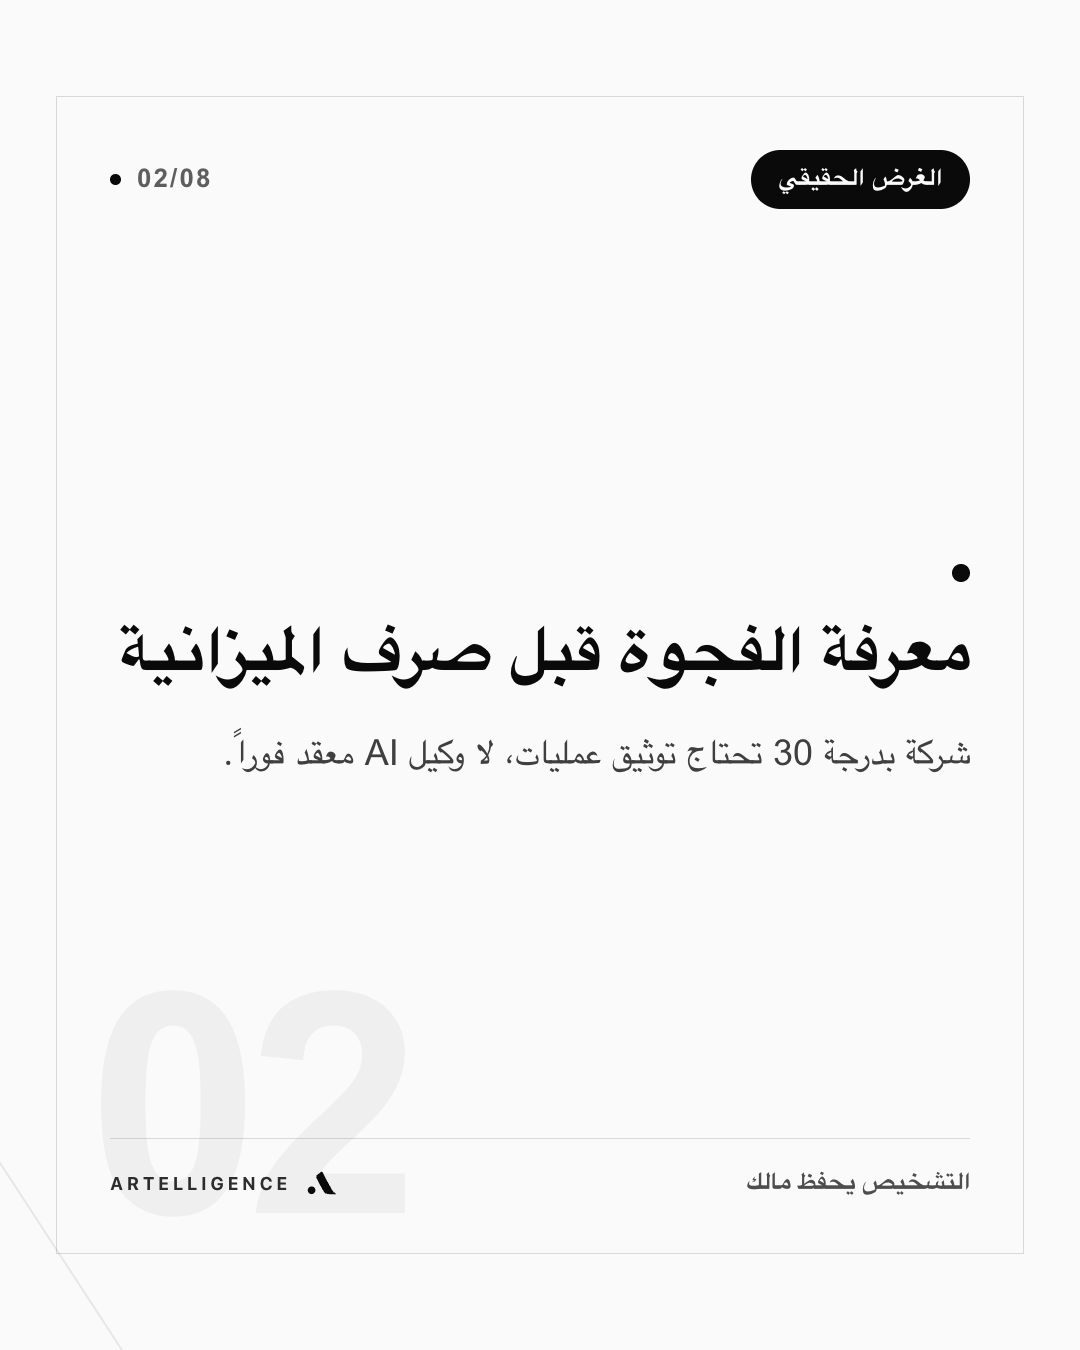 الغرض الحقيقي
02/08
معرفة الفجوة قبل صرف الميزانية
شركة بدرجة 30 تحتاج توثيق عمليات، لا وكيل AI معقد فوراً.
02
التشخيص يحفظ مالك
ARTELLIGENCE